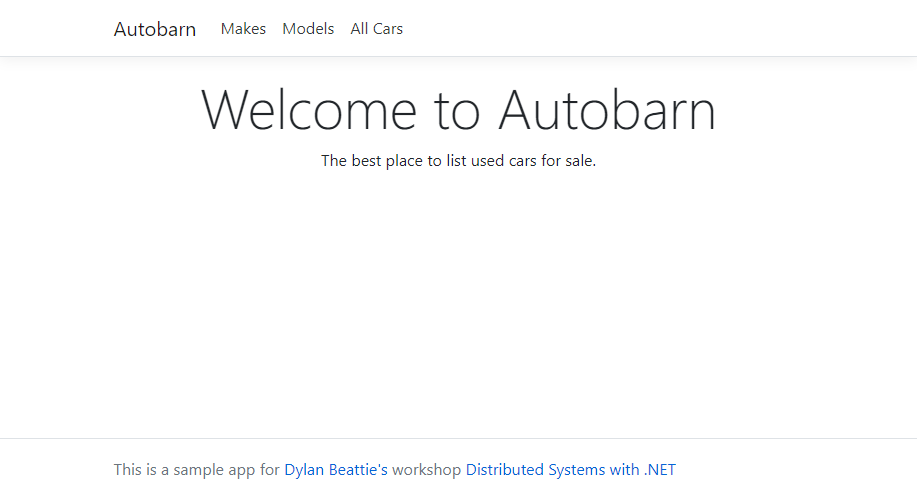 Autobarn Makes Models All Cars
Welcome to Autobarn
The best place to list used cars for sale.
This is a sample app for Dylan Beattie's workshop Distributed Systems with .NET